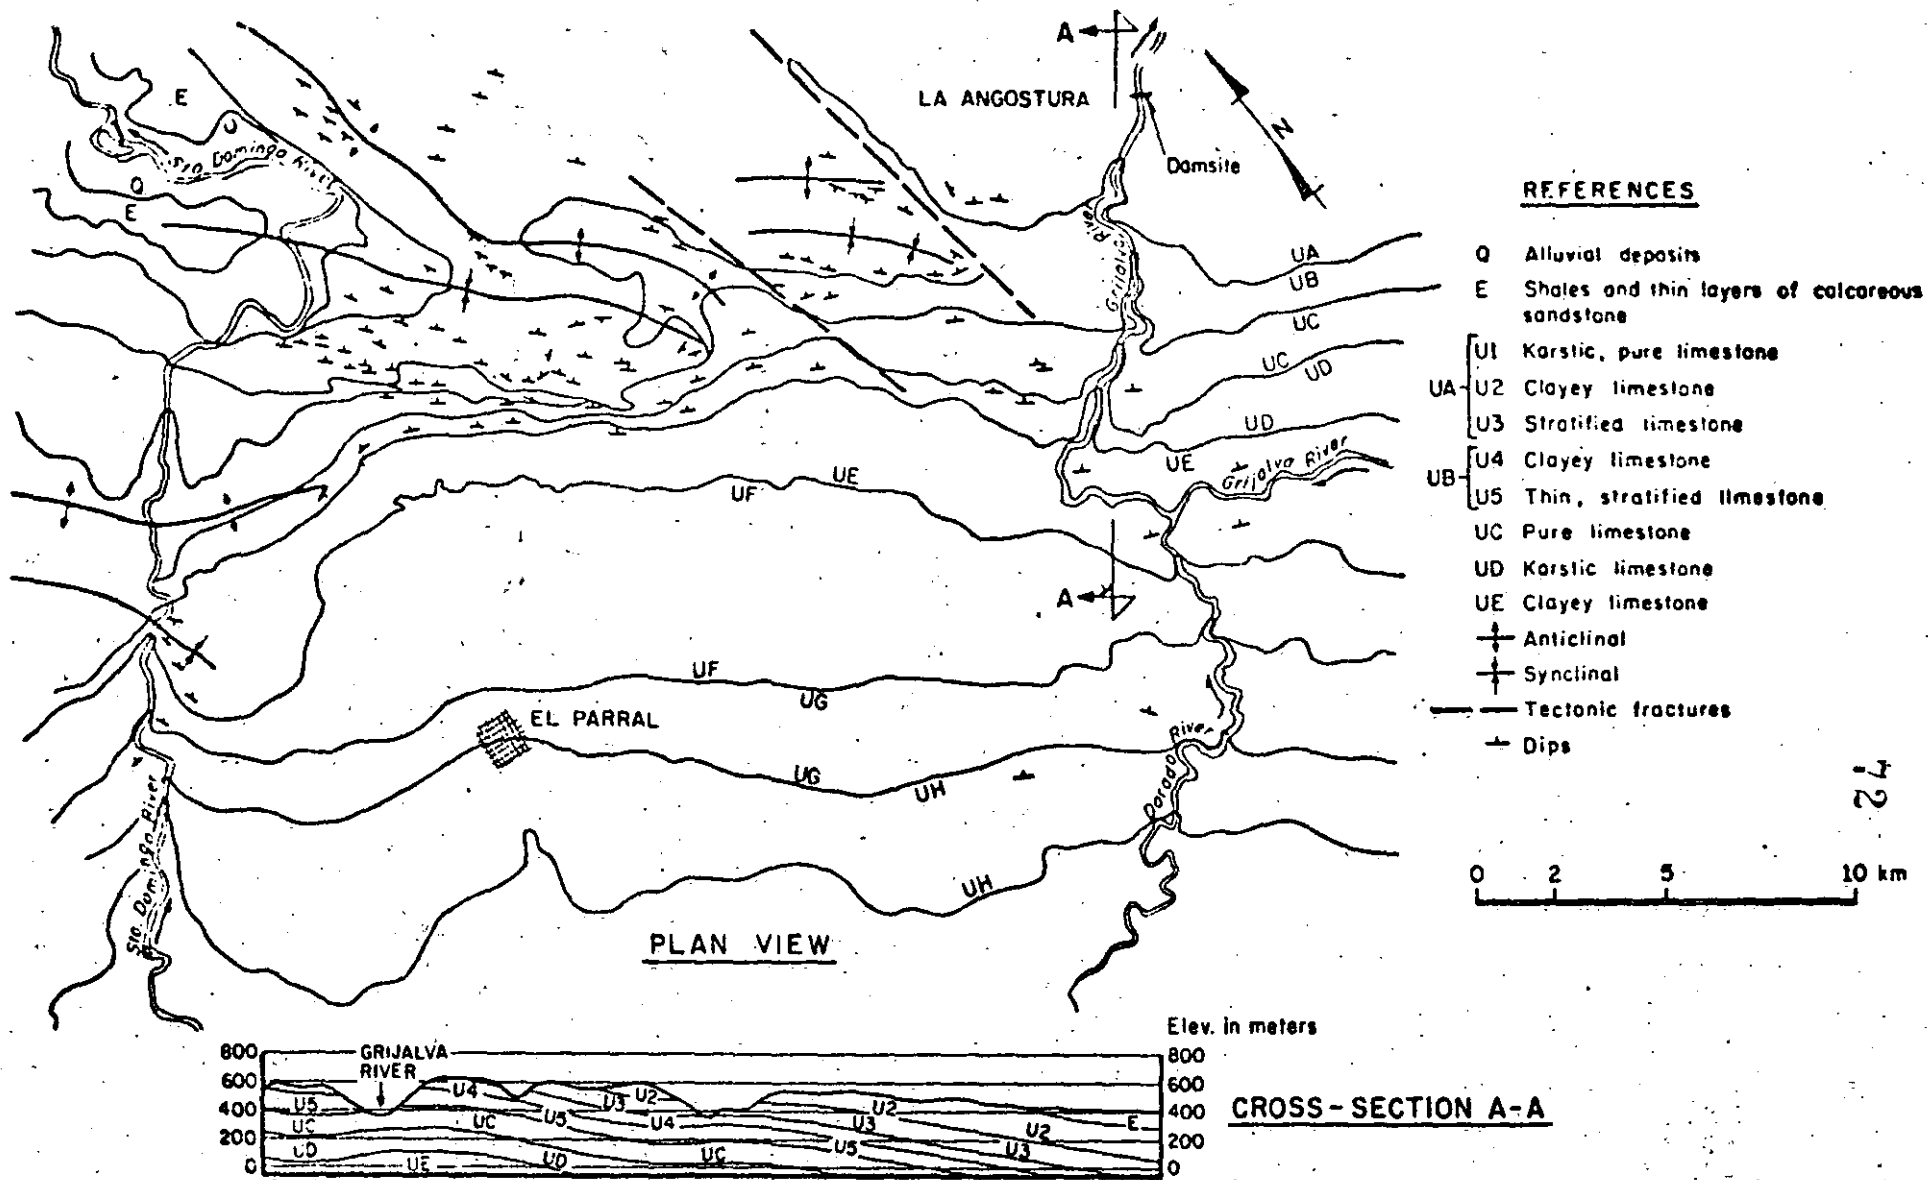 A
LA ANGOSTURA
N
Damsite
E
Sto Domingo River
Q
E
Grijalva River
UA
UB
UC
UC
UD
UD
UE
Grijalva River
UE
UF
A
UF
UG
EL PARRAL
UG
UH
Dorado River
Sto Domingo River
UH
PLAN VIEW
REFERENCES
Q Alluvial deposits
E Shales and thin layers of calcareous
sandstone
U1 Karstic, pure limestone
UA U2 Clayey limestone
U3 Stratified limestone
U4 Clayey limestone
UB
U5 Thin, stratified limestone
UC Pure limestone
UD Karstic limestone
UE Clayey limestone
Anticlinal
Synclinal
Tectonic fractures
Dips
72
0 2 5 10 km
Elev. in meters
800 GRIJALVA 800
RIVER
600 U4 U3 U2 600
400 U5 U5 U4 U2 U3 E 400
200 UC UC U2 200
0 UD UE UD UC U5 U3 0
CROSS-SECTION A-A